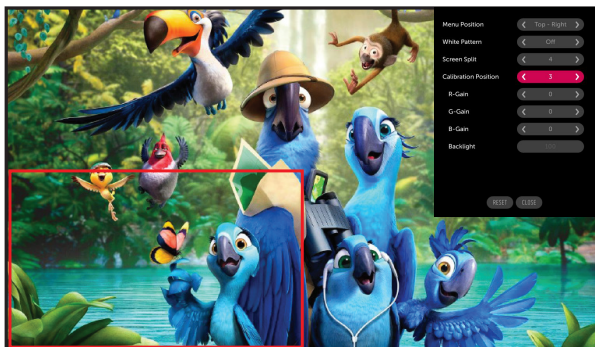 Menu Position < Top - Right >
White Pattern < Off >
Screen Split < 4 >
Calibration Position < 3 >
R-Gain < 0 >
G-Gain < 0 >
B-Gain < 0 >
Backlight
RESET CLOSE